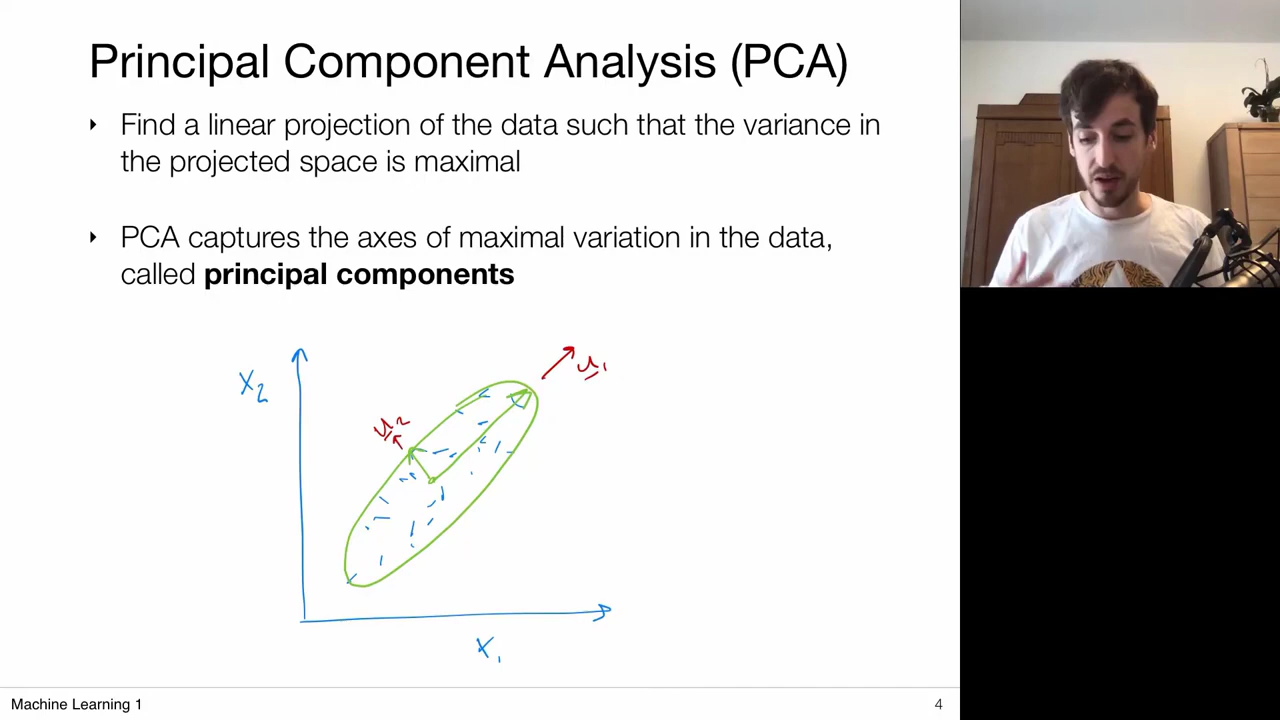 Principal Component Analysis (PCA)
‣ Find a linear projection of the data such that the variance in
the projected space is maximal
‣ PCA captures the axes of maximal variation in the data,
called principal components
x₂
u₂
u₁
x₁
Machine Learning 1
4